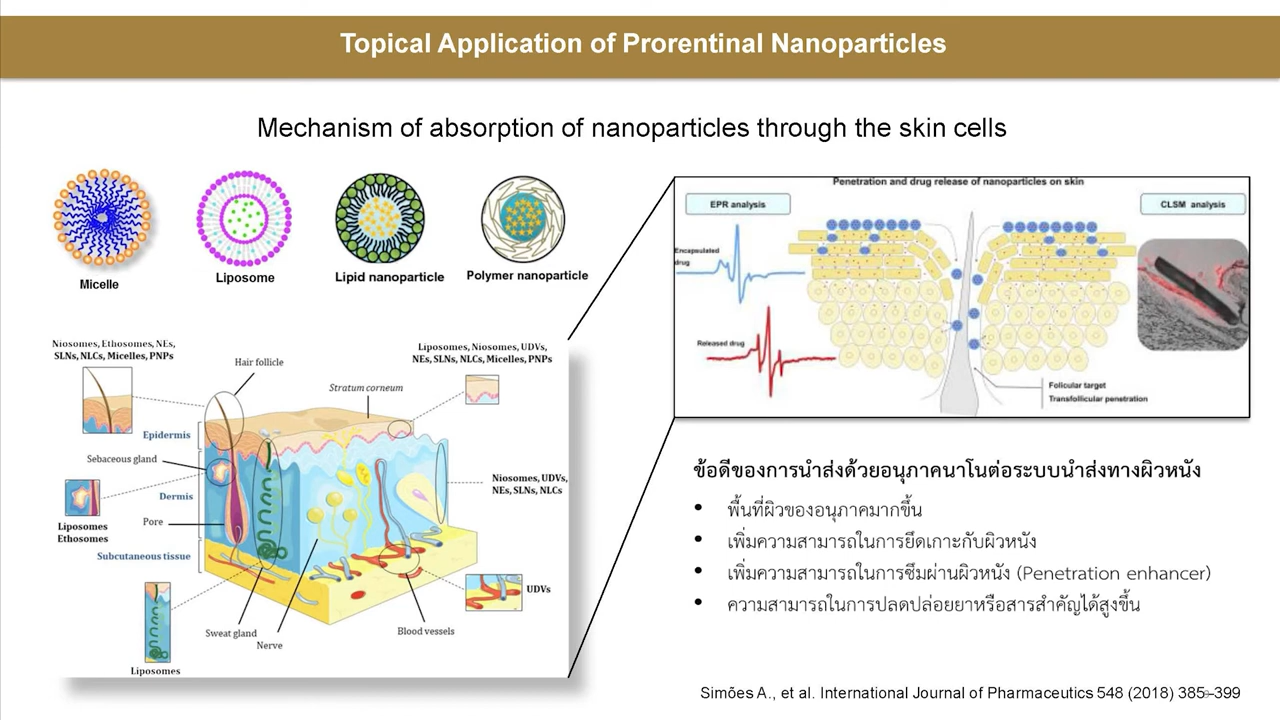 Topical Application of Prorentinal Nanoparticles
Mechanism of absorption of nanoparticles through the skin cells
Micelle
Liposome
Lipid nanoparticle
Polymer nanoparticle
Niosomes, Ethosomes, NEs,
SLNs, NLCs, Micelles, PNPs
Hair follicle
Liposomes, Niosomes, UDVs,
NEs, SLNs, NLCs, Micelles, PNPs
Stratum corneum
Epidermis
Sebaceous gland
Dermis
Niosomes, UDVs,
NEs, SLNs, NLCs
Liposomes
Ethosomes
Pore
Subcutaneous tissue
UDVs
Sweat gland
Nerve
Blood vessels
Liposomes
Penetration and drug release of nanoparticles on skin
EPR analysis
CLSM analysis
Encapsulated
drug
Released drug
Follicular target
Transfollicular penetration
ข้อดีของการนำส่งด้วยอนุภาคนาโนต่อระบบนำส่งทางผิวหนัง
• พื้นที่ผิวของอนุภาคมากขึ้น
• เพิ่มความสามารถในการยึดเกาะกับผิวหนัง
• เพิ่มความสามารถในการซึมผ่านผิวหนัง (Penetration enhancer)
• ความสามารถในการปลดปล่อยยาหรือสารสำคัญได้สูงขึ้น
Simões A., et al. International Journal of Pharmaceutics 548 (2018) 385–399